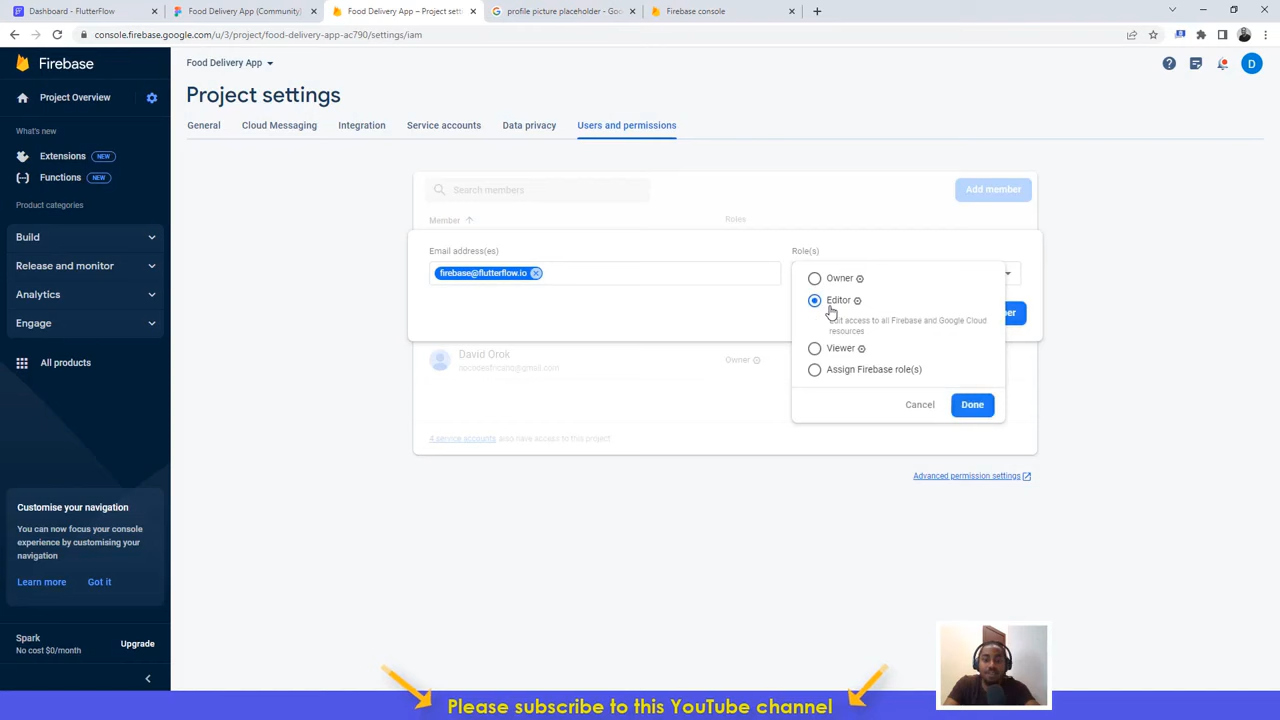 Dashboard - FlutterFlow
Food Delivery App (Community)
Food Delivery App – Project sett
profile picture placeholder - Goo
Firebase console
console.firebase.google.com/u/3/project/food-delivery-app-ac790/settings/iam
Firebase
Food Delivery App
D
Project Overview
Project settings
What's new
General
Cloud Messaging
Integration
Service accounts
Data privacy
Users and permissions
Extensions NEW
Functions NEW
Product categories
Build
Release and monitor
Analytics
Engage
All products
Search members
Add member
Member
Roles
Email address(es)
Role(s)
firebase@flutterflow.io
Owner
Editor
Edit access to all Firebase and Google Cloud
resources
Viewer
Assign Firebase role(s)
Cancel
Done
David Orok
Owner
4 service accounts also have access to this project
Advanced permission settings
Customise your navigation
You can now focus your console
experience by customising your
navigation
Learn more
Got it
Spark
No cost $0/month
Upgrade
Please subscribe to this YouTube channel